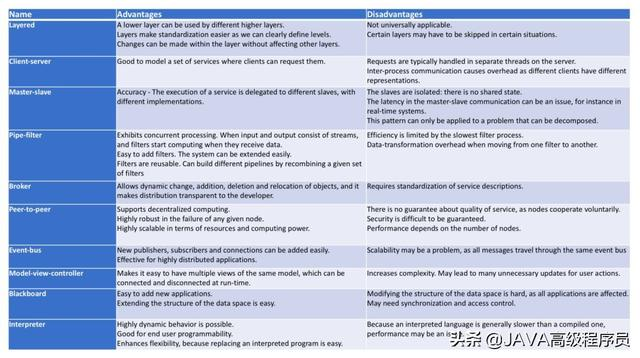 Name Advantages Disadvantages
Layered
A lower layer can be used by different higher layers.
Layers make standardization easier as we can clearly define levels.
Changes can be made within the layer without affecting other layers.
Not universally applicable.
Certain layers may have to be skipped in certain situations.
Client-server
Good to model a set of services where clients can request them.
Requests are typically handled in separate threads on the server.
Inter-process communication causes overhead as different clients have different
representations.
Master-slave
Accuracy - The execution of a service is delegated to different slaves, with
different implementations.
The slaves are isolated: there is no shared state.
The latency in the master-slave communication can be an issue, for instance in
real-time systems.
This pattern can only be applied to a problem that can be decomposed.
Pipe-filter
Exhibits concurrent processing. When input and output consist of streams,
and filters start computing when they receive data.
Easy to add filters. The system can be extended easily.
Filters are reusable. Can build different pipelines by recombining a given set
of filters
Efficiency is limited by the slowest filter process.
Data-transformation overhead when moving from one filter to another.
Broker
Allows dynamic change, addition, deletion and relocation of objects, and it
makes distribution transparent to the developer.
Requires standardization of service descriptions.
Peer-to-peer
Supports decentralized computing.
Highly robust in the failure of any given node.
Highly scalable in terms of resources and computing power.
There is no guarantee about quality of service, as nodes cooperate voluntarily.
Security is difficult to be guaranteed.
Performance depends on the number of nodes.
Event-bus
New publishers, subscribers and connections can be added easily.
Effective for highly distributed applications.
Scalability may be a problem, as all messages travel through the same event bus
Model-view-controller
Makes it easy to have multiple views of the same model, which can be
connected and disconnected at run-time.
Increases complexity. May lead to many unnecessary updates for user actions.
Blackboard
Easy to add new applications.
Extending the structure of the data space is easy.
Modifying the structure of the data space is hard, as all applications are affected.
May need synchronization and access control.
Interpreter
Highly dynamic behavior is possible.
Good for end user programmability.
Enhances flexibility, because replacing an interpreted program is easy.
Because an interpreted language is generally slower than a compiled one,
performance may be an
头条 @JAVA高级程序员